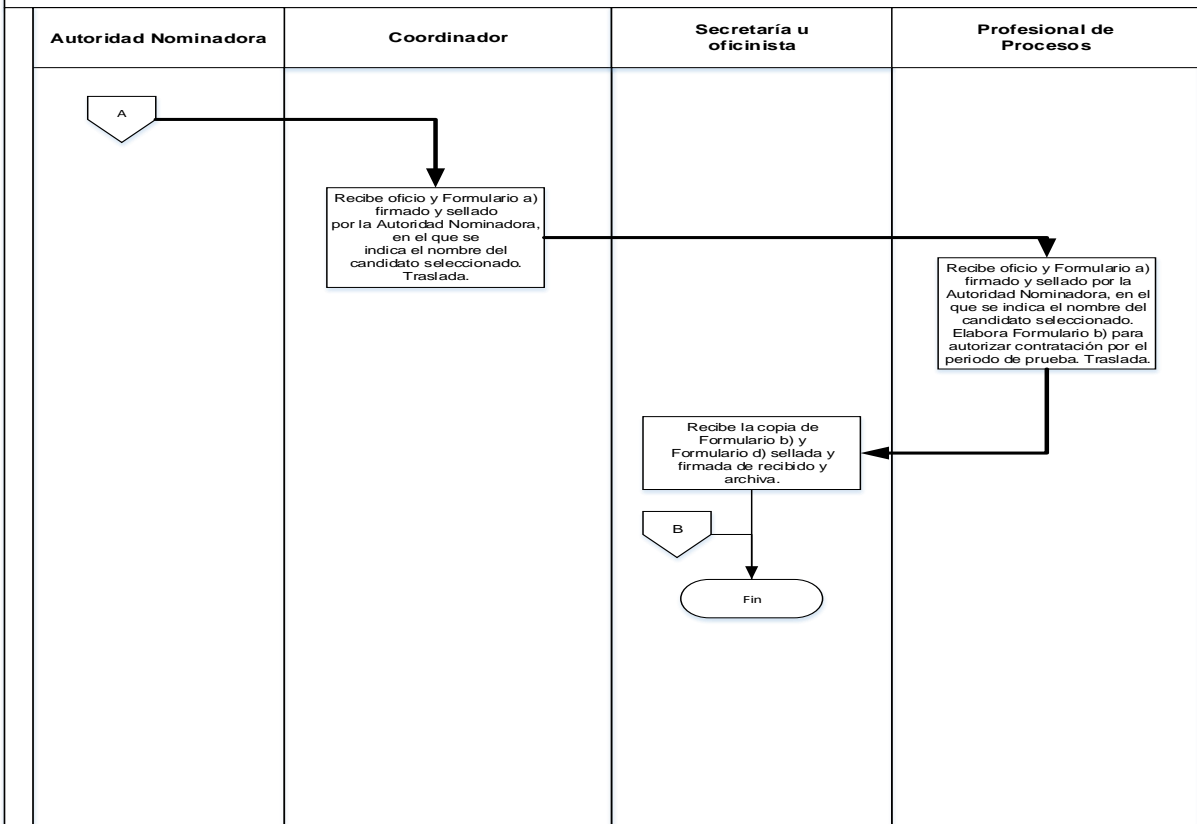 Autoridad Nominadora
Coordinador
Secretaría u
oficinista
Profesional de
Procesos
A
Recibe oficio y Formulario a)
firmado y sellado
por la Autoridad Nominadora,
en el que se
indica el nombre del
candidato seleccionado.
Traslada.
Recibe oficio y Formulario a)
firmado y sellado por la
Autoridad Nominadora, en el
que se indica el nombre del
candidato seleccionado.
Elabora Formulario b) para
autorizar contratación por el
periodo de prueba. Traslada.
Recibe la copia de
Formulario b) y
Formulario d) sellada y
firmada de recibido y
archiva.
B
Fin